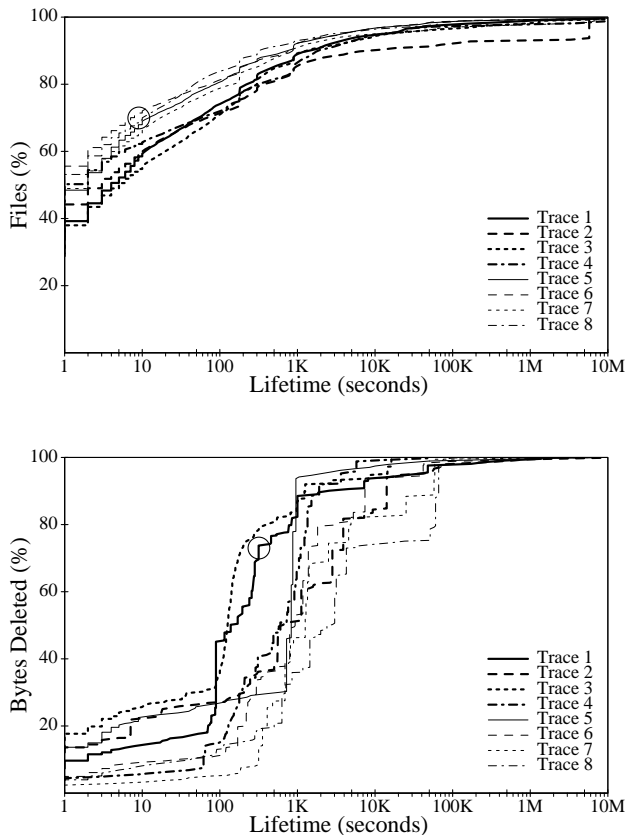 100
80
60
40
20
Files (%)
Trace 1
Trace 2
Trace 3
Trace 4
Trace 5
Trace 6
Trace 7
Trace 8
1 10 100 1K 10K 100K 1M 10M
Lifetime (seconds)
100
80
60
40
20
Bytes Deleted (%)
Trace 1
Trace 2
Trace 3
Trace 4
Trace 5
Trace 6
Trace 7
Trace 8
1 10 100 1K 10K 100K 1M 10M
Lifetime (seconds)